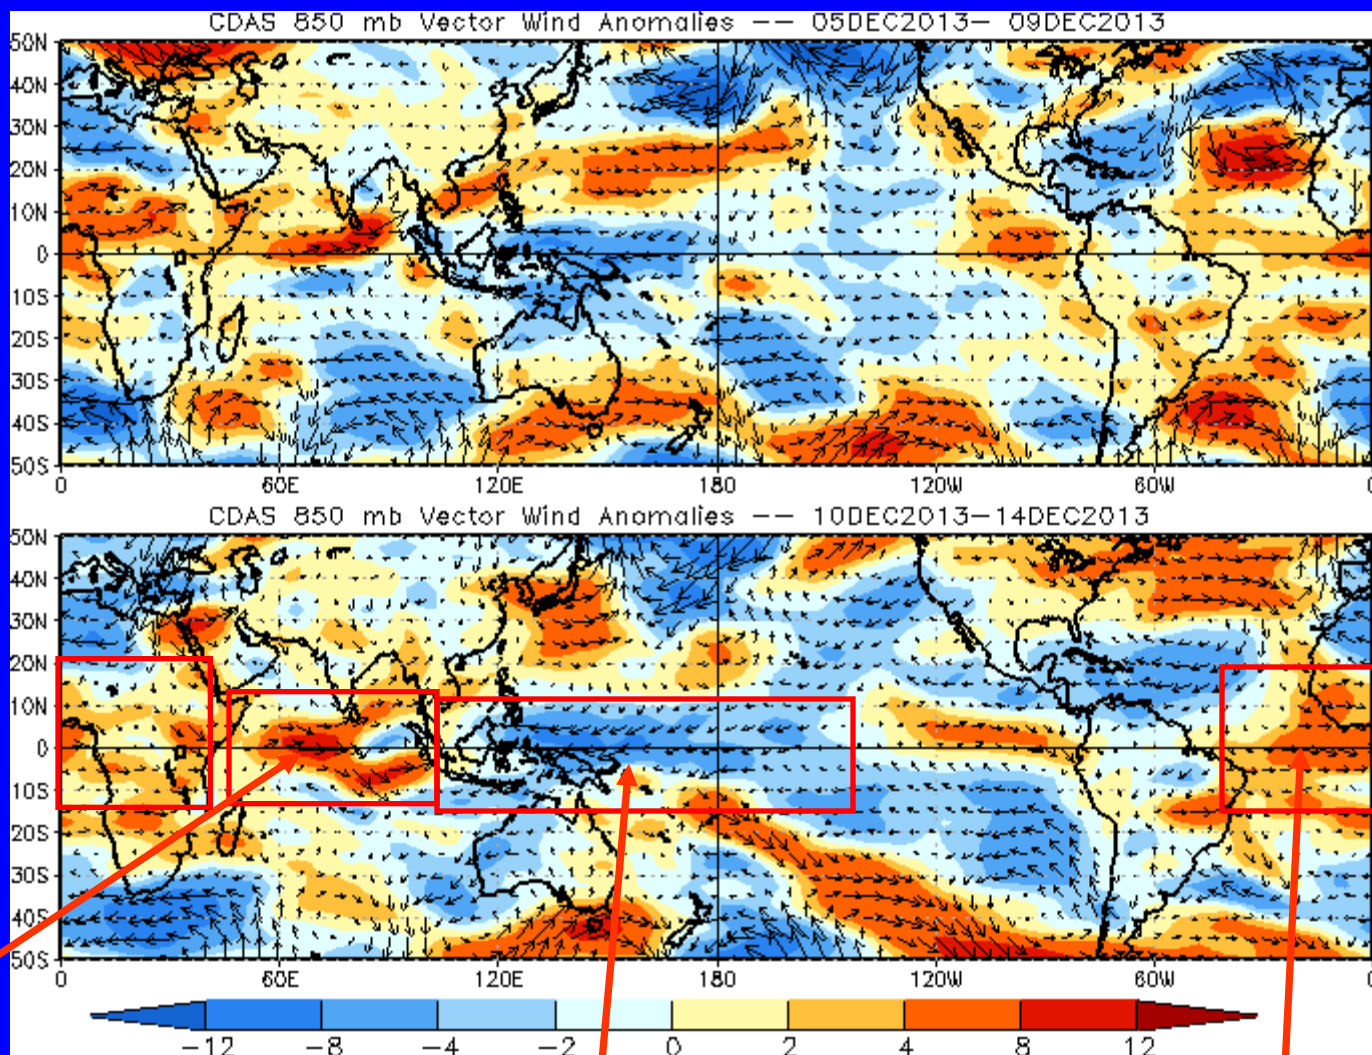 CDAS 850 mb Vector Wind Anomalies -- 05DEC2013- 09DEC2013
50N
40N
30N
20N
10N
0
10S
20S
30S
40S
50S
0 60E 120E 180 120W 60W 0
CDAS 850 mb Vector Wind Anomalies -- 10DEC2013-14DEC2013
50N
40N
30N
20N
10N
0
10S
20S
30S
40S
50S
0 60E 120E 180 120W 60W 0
-12 -8 -4 -2 0 2 4 8 12